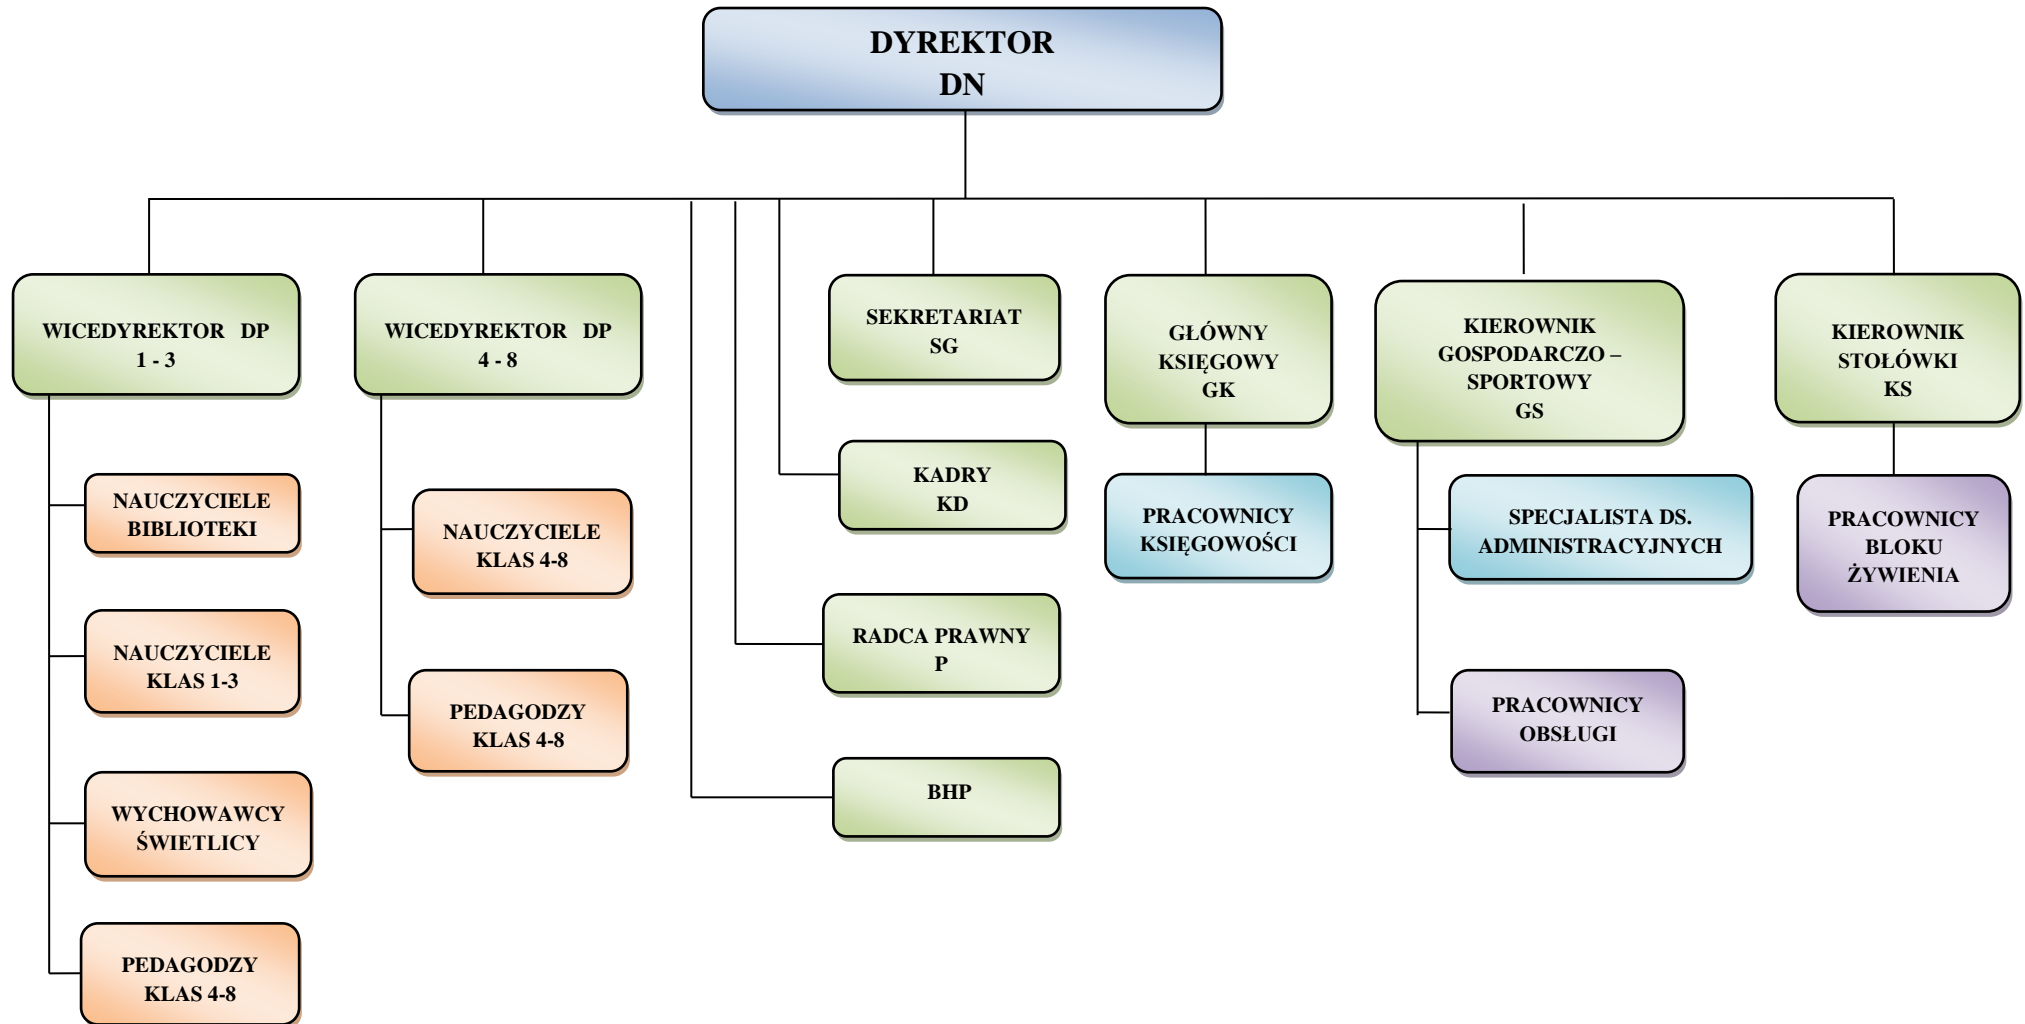 DYREKTOR
DN
WICEDYREKTOR DP
1 - 3
WICEDYREKTOR DP
4 - 8
SEKRETARIAT
SG
GŁÓWNY
KSIĘGOWY
GK
KIEROWNIK
GOSPODARCZO –
SPORTOWY
GS
KIEROWNIK
STOŁÓWKI
KS
NAUCZYCIELE
BIBLIOTEKI
NAUCZYCIELE
KLAS 1-3
WYCHOWAWCY
ŚWIETLICY
PEDAGODZY
KLAS 4-8
NAUCZYCIELE
KLAS 4-8
PEDAGODZY
KLAS 4-8
KADRY
KD
RADCA PRAWNY
P
BHP
PRACOWNICY
KSIĘGOWOŚCI
SPECJALISTA DS.
ADMINISTRACYJNYCH
PRACOWNICY
OBSŁUGI
PRACOWNICY
BLOKU
ŻYWIENIA